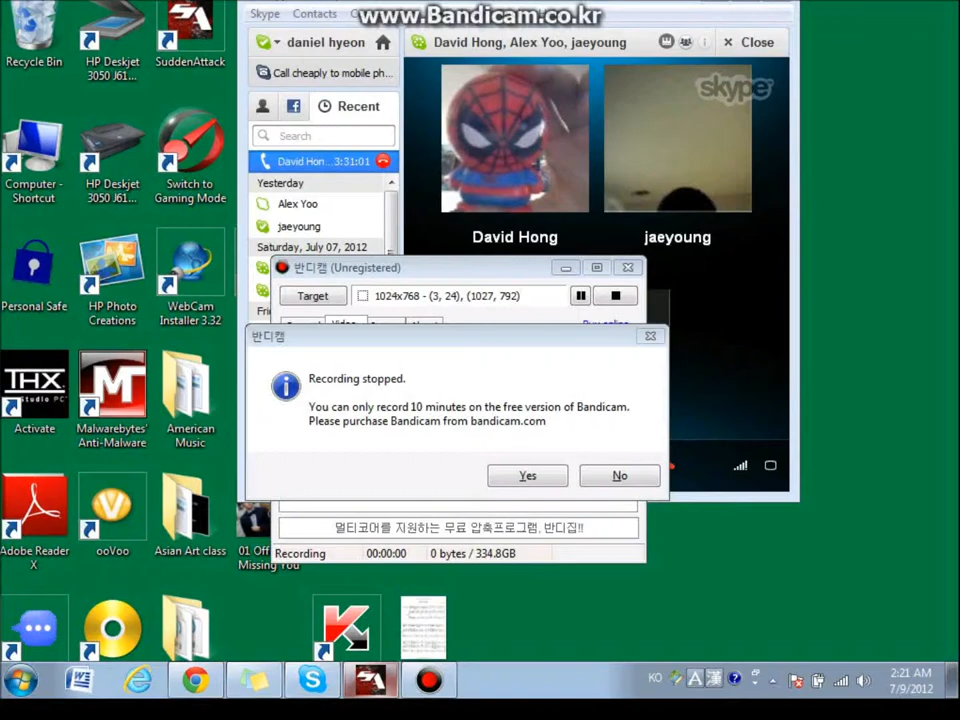 www.Bandicam.co.kr
Skype Contacts
daniel hyeon
David Hong, Alex Yoo, jaeyoung
Close
Call cheaply to mobile ph...
Recent
Search
David Hon... 3:31:01
Yesterday
Alex Yoo
jaeyoung
Saturday, July 07, 2012
skype
David Hong
jaeyoung
Recycle Bin
HP Deskjet
3050 J61...
SuddenAttack
Computer -
Shortcut
HP Deskjet
3050 J61...
Switch to
Gaming Mode
Personal Safe
HP Photo
Creations
WebCam
Installer 3.32
THX
Studio PC
Activate
Malwarebytes'
Anti-Malware
American
Music
Adobe Reader
X
ooVoo
Asian Art class
01 Off
Missing You
반디캠 (Unregistered)
Target
1024x768 - (3, 24), (1027, 792)
Video
반디캠
Recording stopped.
You can only record 10 minutes on the free version of Bandicam.
Please purchase Bandicam from bandicam.com
Yes
No
멀티코어를 지원하는 무료 압축프로그램, 반디집!!
Recording 00:00:00 0 bytes / 334.8GB
KO
A 漢
2:21 AM
7/9/2012